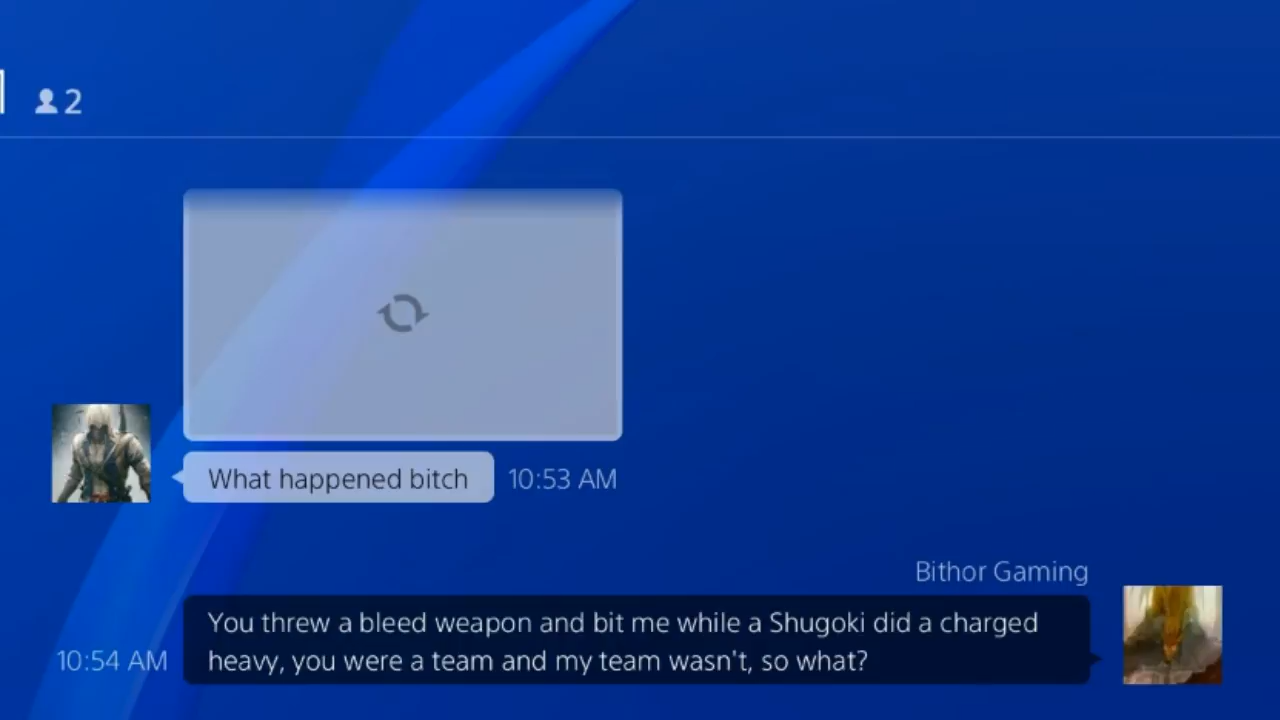 2
What happened bitch
10:53 AM
Bithor Gaming
You threw a bleed weapon and bit me while a Shugoki did a charged
heavy, you were a team and my team wasn't, so what?
10:54 AM